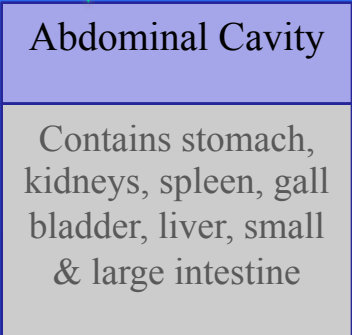 Abdominal Cavity
Contains stomach,
kidneys, spleen, gall
bladder, liver, small
& large intestine